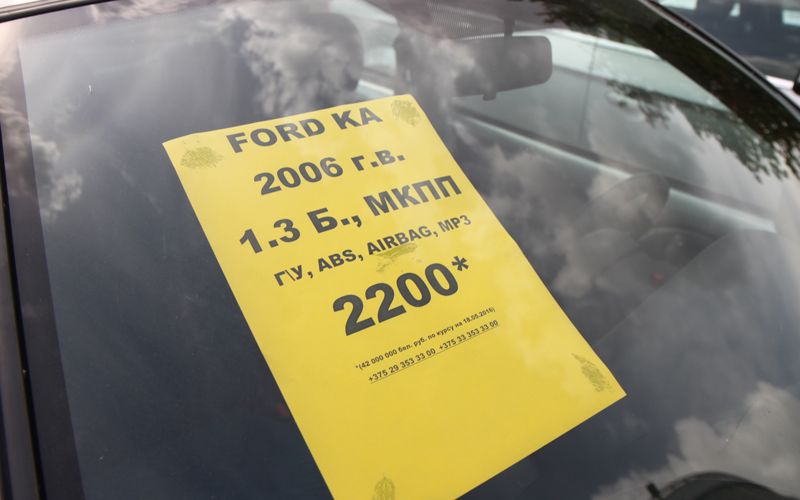 FORD KA
2006 г.в.
1.3 Б., МКПП
Г\У, ABS, AIRBAG, MP3
2200*
*(42 000 000 бел. руб. по курсу на 18.05.2016)
+375 29 353 33 00 +375 33 353 33 00